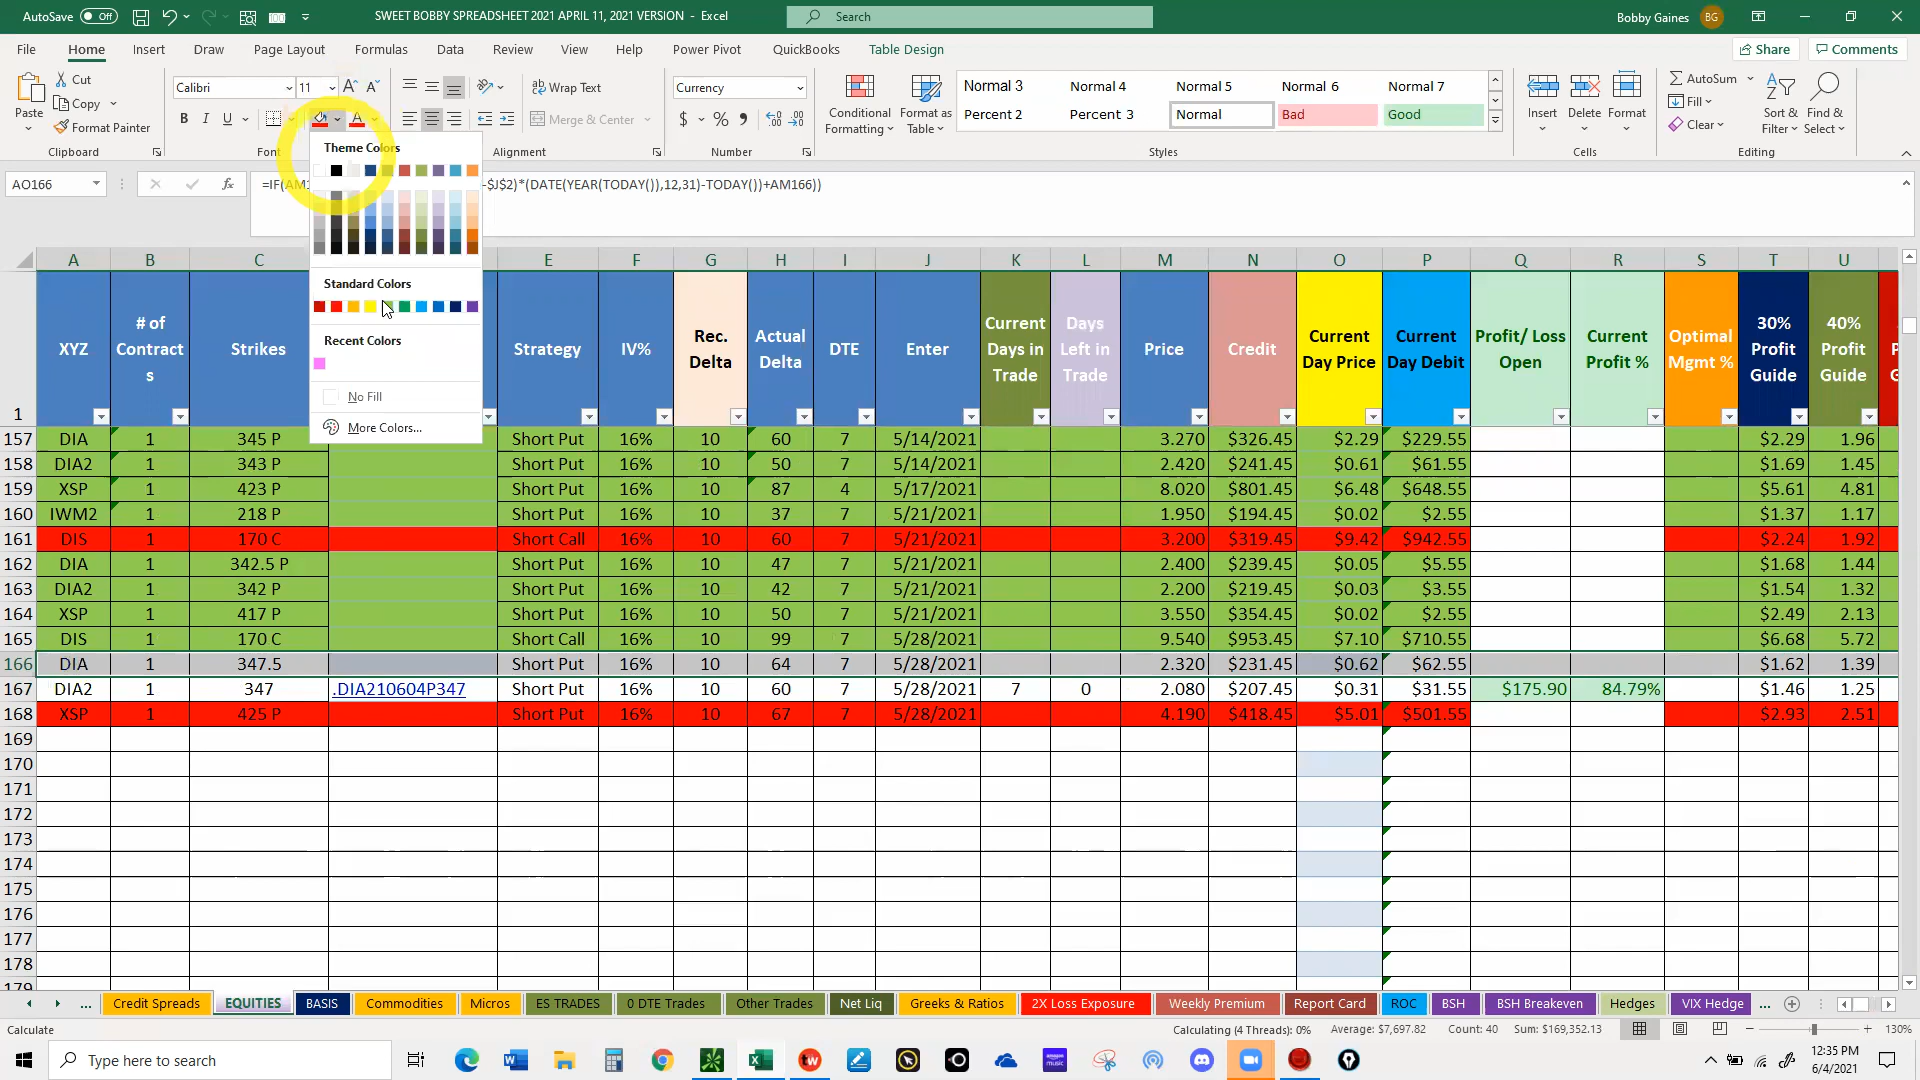 AutoSave Off SWEET BOBBY SPREADSHEET 2021 APRIL 11, 2021 VERSION - Excel Search Bobby Gaines BG
File Home Insert Draw Page Layout Formulas Data Review View Help Power Pivot QuickBooks Table Design Share Comments
Paste Cut Copy Format Painter
Calibri 11 B I U A
Wrap Text Merge & Center
Currency $ %
Conditional Formatting Format as Table
Normal 3 Normal 4 Normal 5 Normal 6 Normal 7
Percent 2 Percent 3 Normal Bad Good
Insert Delete Format
AutoSum Fill Clear Sort & Filter Find & Select
Clipboard Font Alignment Number Styles Cells Editing
AO166 fx =IF(AM -$J$2)*(DATE(YEAR(TODAY()),12,31)-TODAY())+AM166))
Theme Colors
Standard Colors
Recent Colors
No Fill
More Colors...
A B C E F G H I J K L M N O P Q R S T U
1 XYZ # of Contracts Strikes Strategy IV% Rec. Delta Actual Delta DTE Enter Current Days in Trade Days Left in Trade Price Credit Current Day Price Current Day Debit Profit/ Loss Open Current Profit % Optimal Mgmt % 30% Profit Guide 40% Profit Guide
157 DIA 1 345 P Short Put 16% 10 60 7 5/14/2021 3.270 $326.45 $2.29 $229.55 $2.29 1.96
158 DIA2 1 343 P Short Put 16% 10 50 7 5/14/2021 2.420 $241.45 $0.61 $61.55 $1.69 1.45
159 XSP 1 423 P Short Put 16% 10 87 4 5/17/2021 8.020 $801.45 $6.48 $648.55 $5.61 4.81
160 IWM2 1 218 P Short Put 16% 10 37 7 5/21/2021 1.950 $194.45 $0.02 $2.55 $1.37 1.17
161 DIS 1 170 C Short Call 16% 10 60 7 5/21/2021 3.200 $319.45 $9.42 $942.55 $2.24 1.92
162 DIA 1 342.5 P Short Put 16% 10 47 7 5/21/2021 2.400 $239.45 $0.05 $5.55 $1.68 1.44
163 DIA2 1 342 P Short Put 16% 10 42 7 5/21/2021 2.200 $219.45 $0.03 $3.55 $1.54 1.32
164 XSP 1 417 P Short Put 16% 10 50 7 5/21/2021 3.550 $354.45 $0.02 $2.55 $2.49 2.13
165 DIS 1 170 C Short Call 16% 10 99 7 5/28/2021 9.540 $953.45 $7.10 $710.55 $6.68 5.72
166 DIA 1 347.5 Short Put 16% 10 64 7 5/28/2021 2.320 $231.45 $0.62 $62.55 $1.62 1.39
167 DIA2 1 347 .DIA210604P347 Short Put 16% 10 60 7 5/28/2021 7 0 2.080 $207.45 $0.31 $31.55 $175.90 84.79% $1.46 1.25
168 XSP 1 425 P Short Put 16% 10 67 7 5/28/2021 4.190 $418.45 $5.01 $501.55 $2.93 2.51
169
170
171
172
173
174
175
176
177
178
179
... Credit Spreads EQUITIES BASIS Commodities Micros ES TRADES 0 DTE Trades Other Trades Net Liq Greeks & Ratios 2X Loss Exposure Weekly Premium Report Card ROC BSH BSH Breakeven Hedges VIX Hedge ...
Calculate Calculating (4 Threads): 0% Average: $7,697.82 Count: 40 Sum: $169,352.13 130%
Type here to search 12:35 PM
6/4/2021